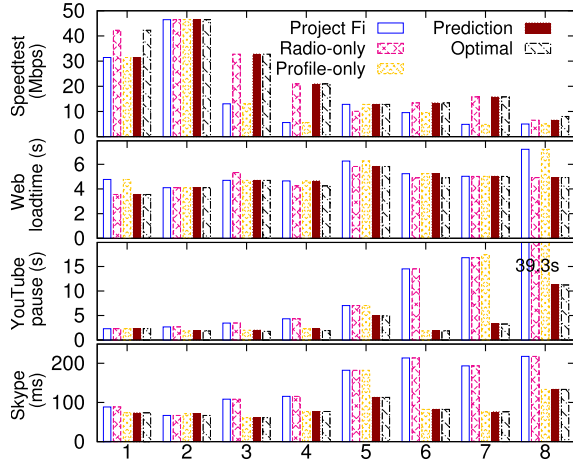 Speedtest
(Mbps)
50
40
30
20
10
0
Project Fi
Radio-only
Profile-only
Prediction
Optimal
Web
loadtime (s)
6
4
2
0
YouTube
pause (s)
15
10
5
0
39.3s
Skype
(ms)
200
100
0
1 2 3 4 5 6 7 8